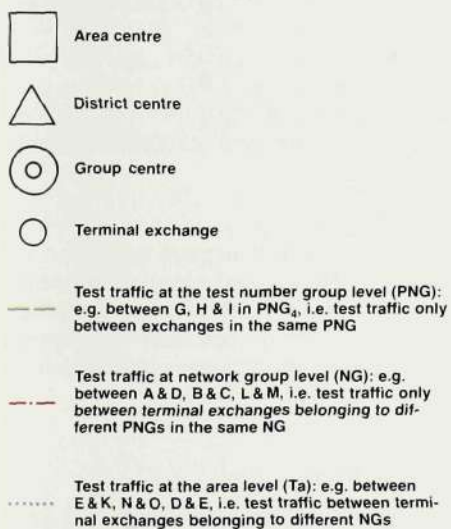 Area centre
District centre
Group centre
Terminal exchange
Test traffic at the test number group level (PNG):
e.g. between G, H & I in PNG₄, i.e. test traffic only
between exchanges in the same PNG
Test traffic at network group level (NG): e.g.
between A & D, B & C, L & M, i.e. test traffic only
between terminal exchanges belonging to dif-
ferent PNGs in the same NG
Test traffic at the area level (Ta): e.g. between
E & K, N & O, D & E, i.e. test traffic between termi-
nal exchanges belonging to different NGs